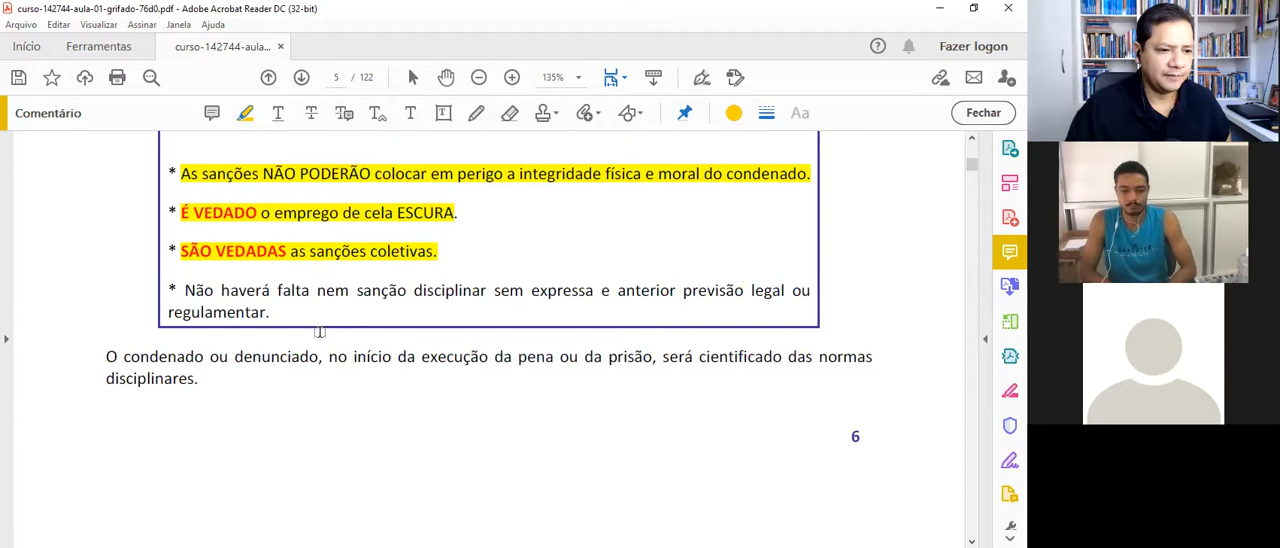 curso-142744-aula-01-grifado-76d0.pdf - Adobe Acrobat Reader DC (32-bit)
Arquivo Editar Visualizar Assinar Janela Ajuda
Início Ferramentas curso-142744-aula... × Fazer logon
5 / 122 135%
Comentário Aa Fechar
* As sanções NÃO PODERÃO colocar em perigo a integridade física e moral do condenado.
* É VEDADO o emprego de cela ESCURA.
* SÃO VEDADAS as sanções coletivas.
* Não haverá falta nem sanção disciplinar sem expressa e anterior previsão legal ou
regulamentar.
O condenado ou denunciado, no início da execução da pena ou da prisão, será cientificado das normas
disciplinares.
6